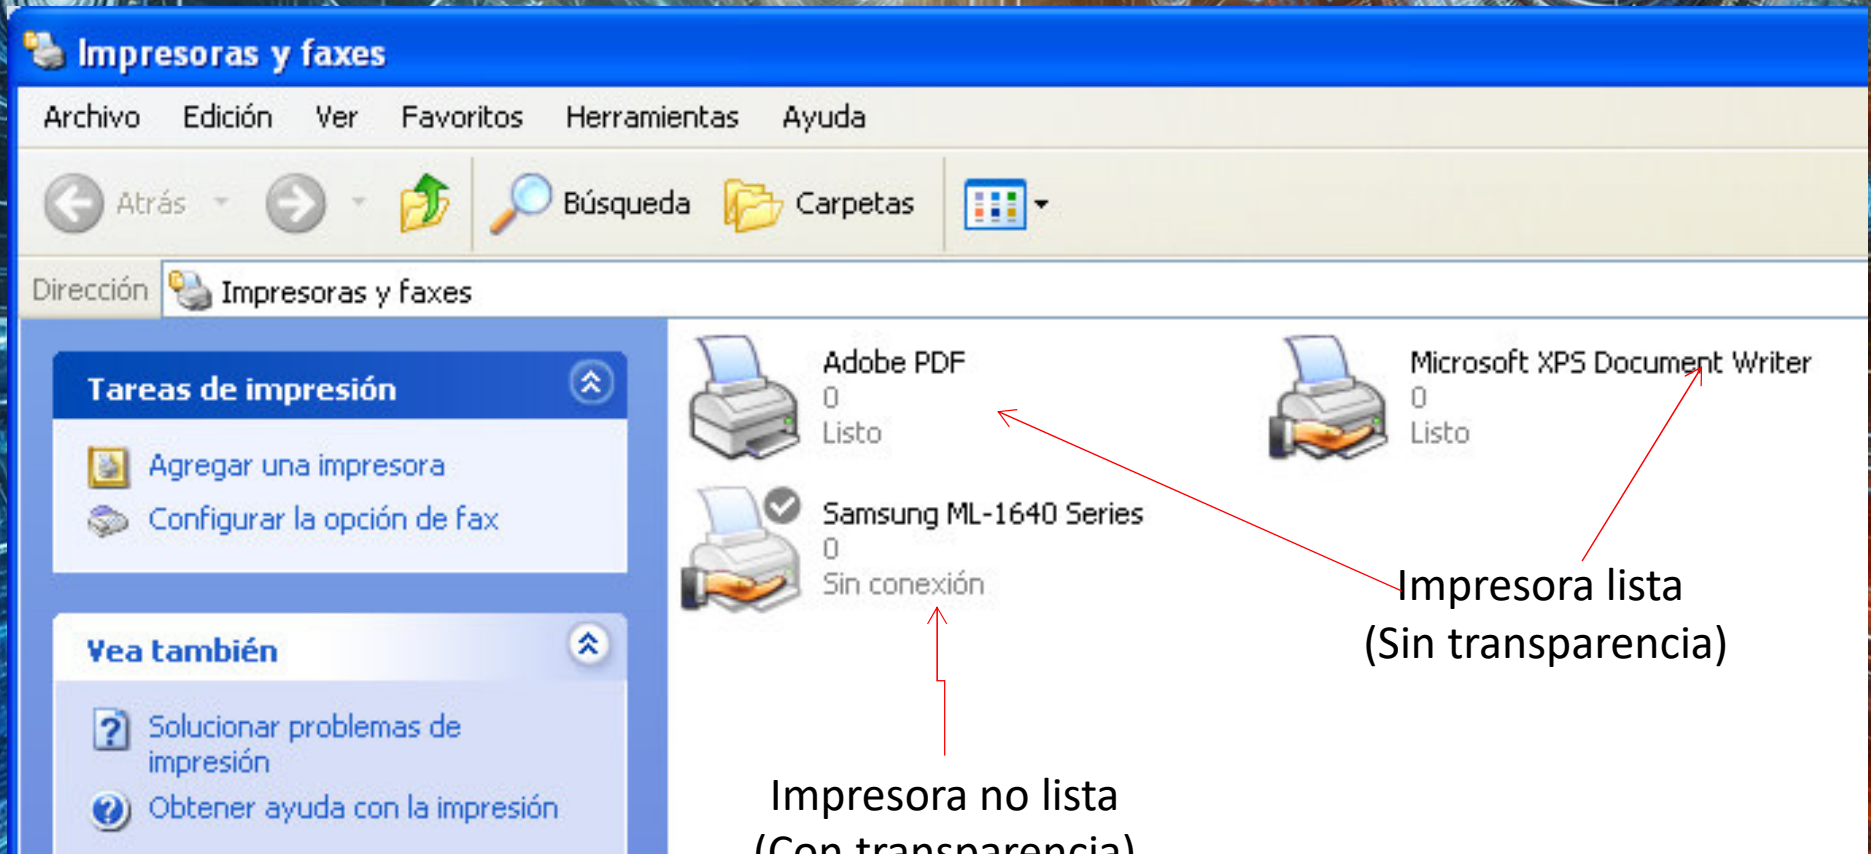 Impresoras y faxes
Archivo Edición Ver Favoritos Herramientas Ayuda
Atrás Búsqueda Carpetas
Dirección Impresoras y faxes
Tareas de impresión
Agregar una impresora
Configurar la opción de fax
Vea también
Solucionar problemas de
impresión
Obtener ayuda con la impresión
Adobe PDF
0
Listo
Microsoft XPS Document Writer
0
Listo
Samsung ML-1640 Series
0
Sin conexión
Impresora lista
(Sin transparencia)
Impresora no lista
(Con transparencia)